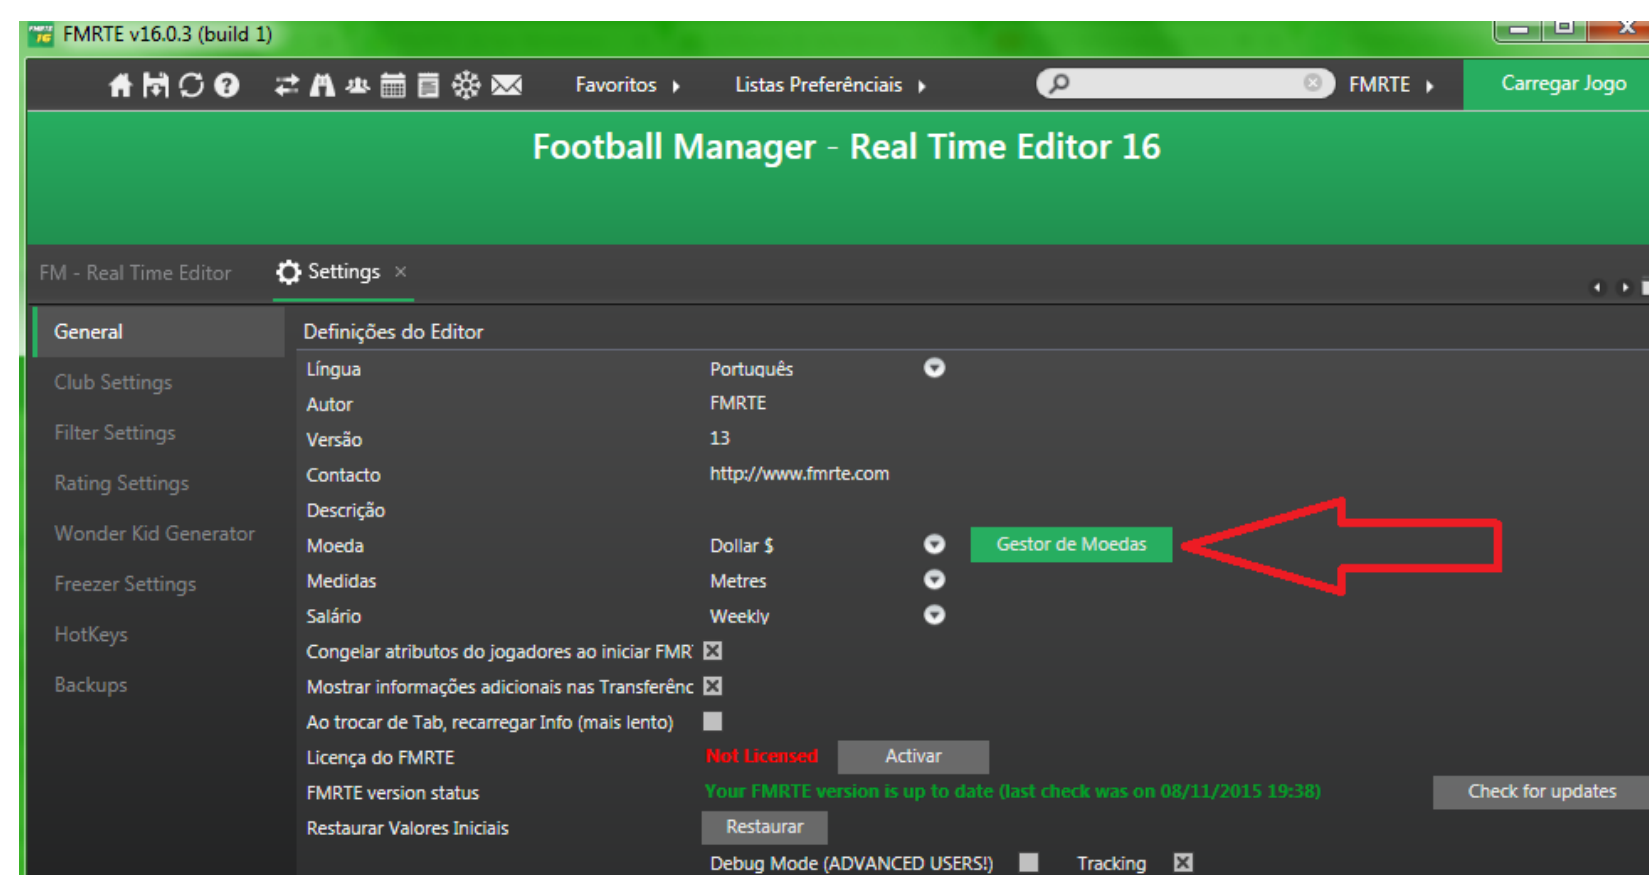 FMRTE v16.0.3 (build 1)
Favoritos Listas Preferênciais FMRTE Carregar Jogo
Football Manager - Real Time Editor 16
FM - Real Time Editor Settings
General
Club Settings
Filter Settings
Rating Settings
Wonder Kid Generator
Freezer Settings
HotKeys
Backups
Definições do Editor
Língua Português
Autor FMRTE
Versão 13
Contacto http://www.fmrte.com
Descrição
Moeda Dollar $ Gestor de Moedas
Medidas Metres
Salário Weekly
Congelar atributos do jogadores ao iniciar FMR
Mostrar informações adicionais nas Transferênc
Ao trocar de Tab, recarregar Info (mais lento)
Licença do FMRTE Not Licensed Activar
FMRTE version status Your FMRTE version is up to date (last check was on 08/11/2015 19:38) Check for updates
Restaurar Valores Iniciais Restaurar
Debug Mode (ADVANCED USERS!) Tracking